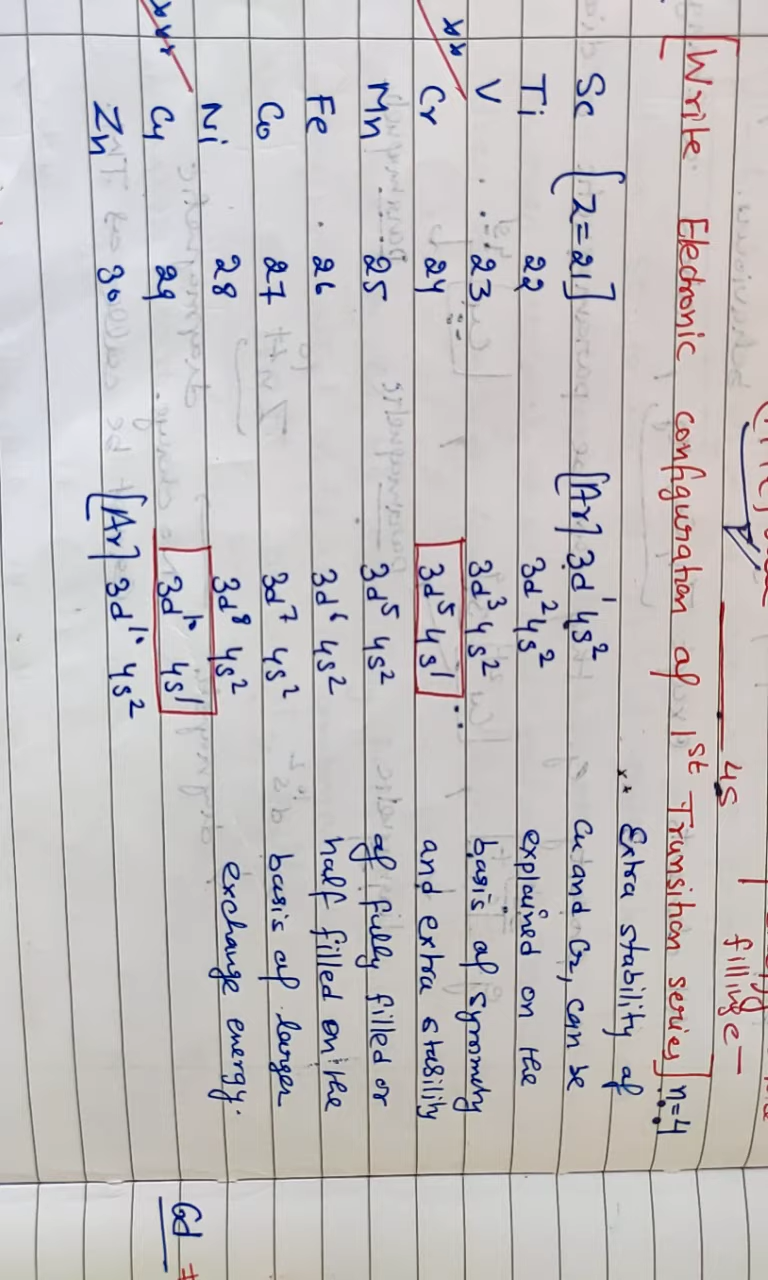 4s filling e⁻
[Write Electronic configuration of 1st Transition series] n=4
** Extra stability of
Sc [Z=21] [Ar] 3d¹ 4s² Cu and Cr, can be
Ti 22 3d² 4s² explained on the
V 23 3d³ 4s² basis of symmetry
** Cr 24 3d⁵ 4s¹ and extra stability
Mn 25 3d⁵ 4s² of fully filled or
Fe 26 3d⁶ 4s² half filled on the
Co 27 3d⁷ 4s² basis of larger
Ni 28 3d⁸ 4s² exchange energy.
*** Cu 29 3d¹⁰ 4s¹
Zn 30 [Ar] 3d¹⁰ 4s²
Gd